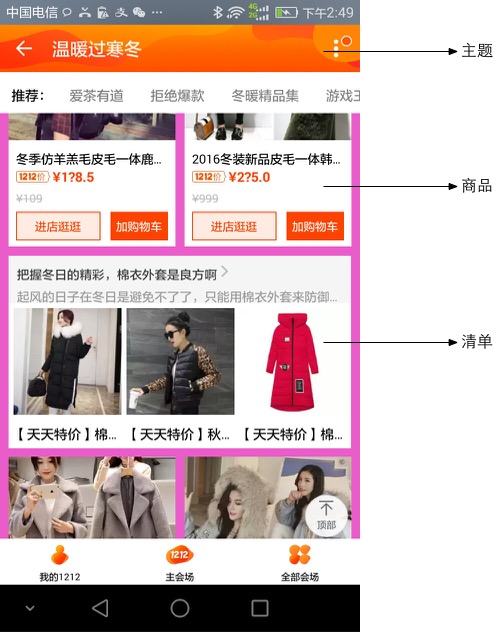 中国电信 4G 2G 下午2:49
温暖过寒冬
主题
推荐： 爱茶有道 拒绝爆款 冬暖精品集 游戏王
冬季仿羊羔毛皮毛一体鹿... 2016冬装新品皮毛一体韩...
1212价 ¥1?8.5 1212价 ¥2?5.0
商品
¥109 ¥999
进店逛逛 加购物车 进店逛逛 加购物车
把握冬日的精彩，棉衣外套是良方啊
起风的日子在冬日是避免不了了，只能用棉衣外套来防御...
清单
【天天特价】棉... 【天天特价】秋... 【天天特价】棉...
顶部
1212
我的1212 主会场 全部会场